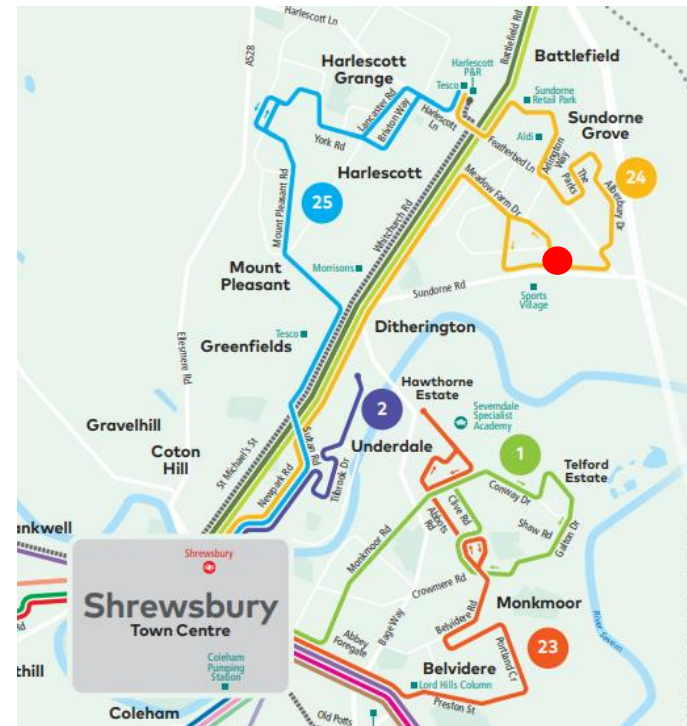 Harlescott Ln
A528
Battlefield Rd
Harlescott
Grange
Harlescott
P&R
Tesco
Battlefield
Sundorne
Retail Park
Lancaster Rd
Brixton Way
Harlescott
Ln
York Rd
Aldi
Sundorne
Grove
Featherbed Ln
Arlington
Way
The
Parks
Albesbury Dr
24
Harlescott
Meadow Farm Dr
25
Mount Pleasant Rd
Whitchurch Rd
Mount
Pleasant
Morrisons
Sundorne Rd
Sports
Village
Tesco
Ditherington
Greenfields
Ellesmere Rd
Hawthorne
Estate
2
Severndale
Specialist
Academy
Gravelhill
Coton
Hill
St Michael's St
Sultan Rd
Newpark Rd
Underdale
Tilbrook Dr
1
Telford
Estate
Conway Dr
Clive Rd
Abbots
Rd
Shaw Rd
Galton Dr
ankwell
Monkmoor Rd
Shrewsbury
Shrewsbury
Town Centre
Coleham
Pumping
Station
Crowmere Rd
Monkmoor
River Severn
Belvidere Rd
Bage Way
Abbey
Foregate
23
Portland Cr
Belvidere
Lord Hills Column
Preston St
Rd
thill
Coleham
Old Potts